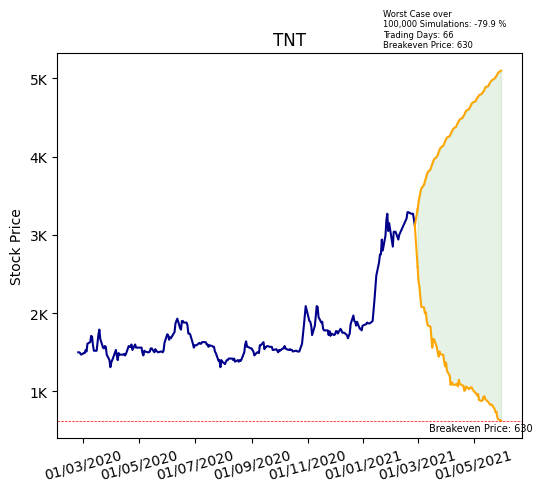 Worst Case over
100,000 Simulations: -79.9 %
Trading Days: 66
Breakeven Price: 630
TNT
5K
4K
3K
2K
1K
Stock Price
Breakeven Price: 630
01/03/2020
01/05/2020
01/07/2020
01/09/2020
01/11/2020
01/01/2021
01/03/2021
01/05/2021